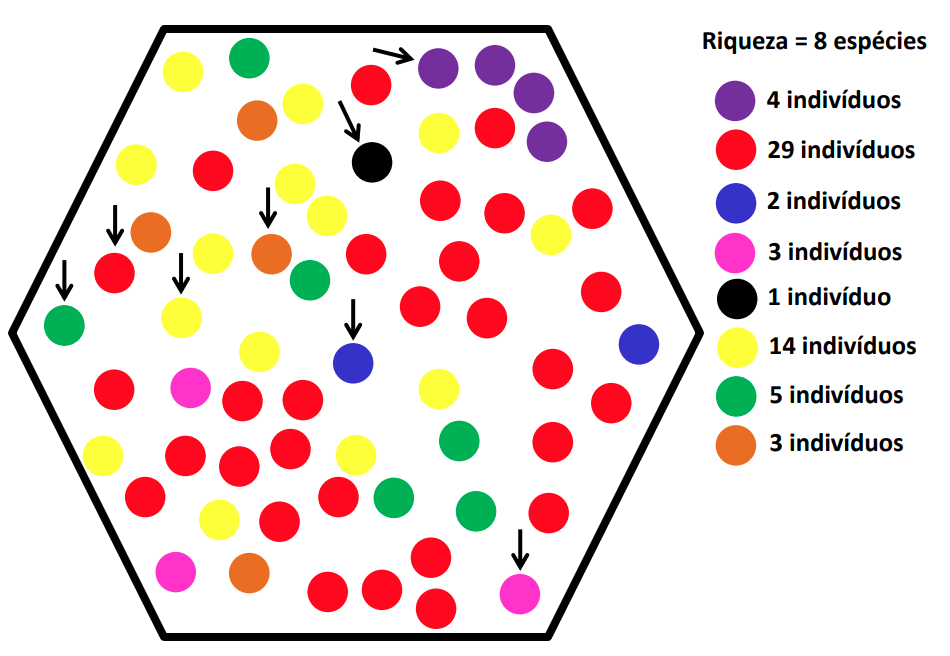 Riqueza = 8 espécies
4 indivíduos
29 indivíduos
2 indivíduos
3 indivíduos
1 indivíduo
14 indivíduos
5 indivíduos
3 indivíduos